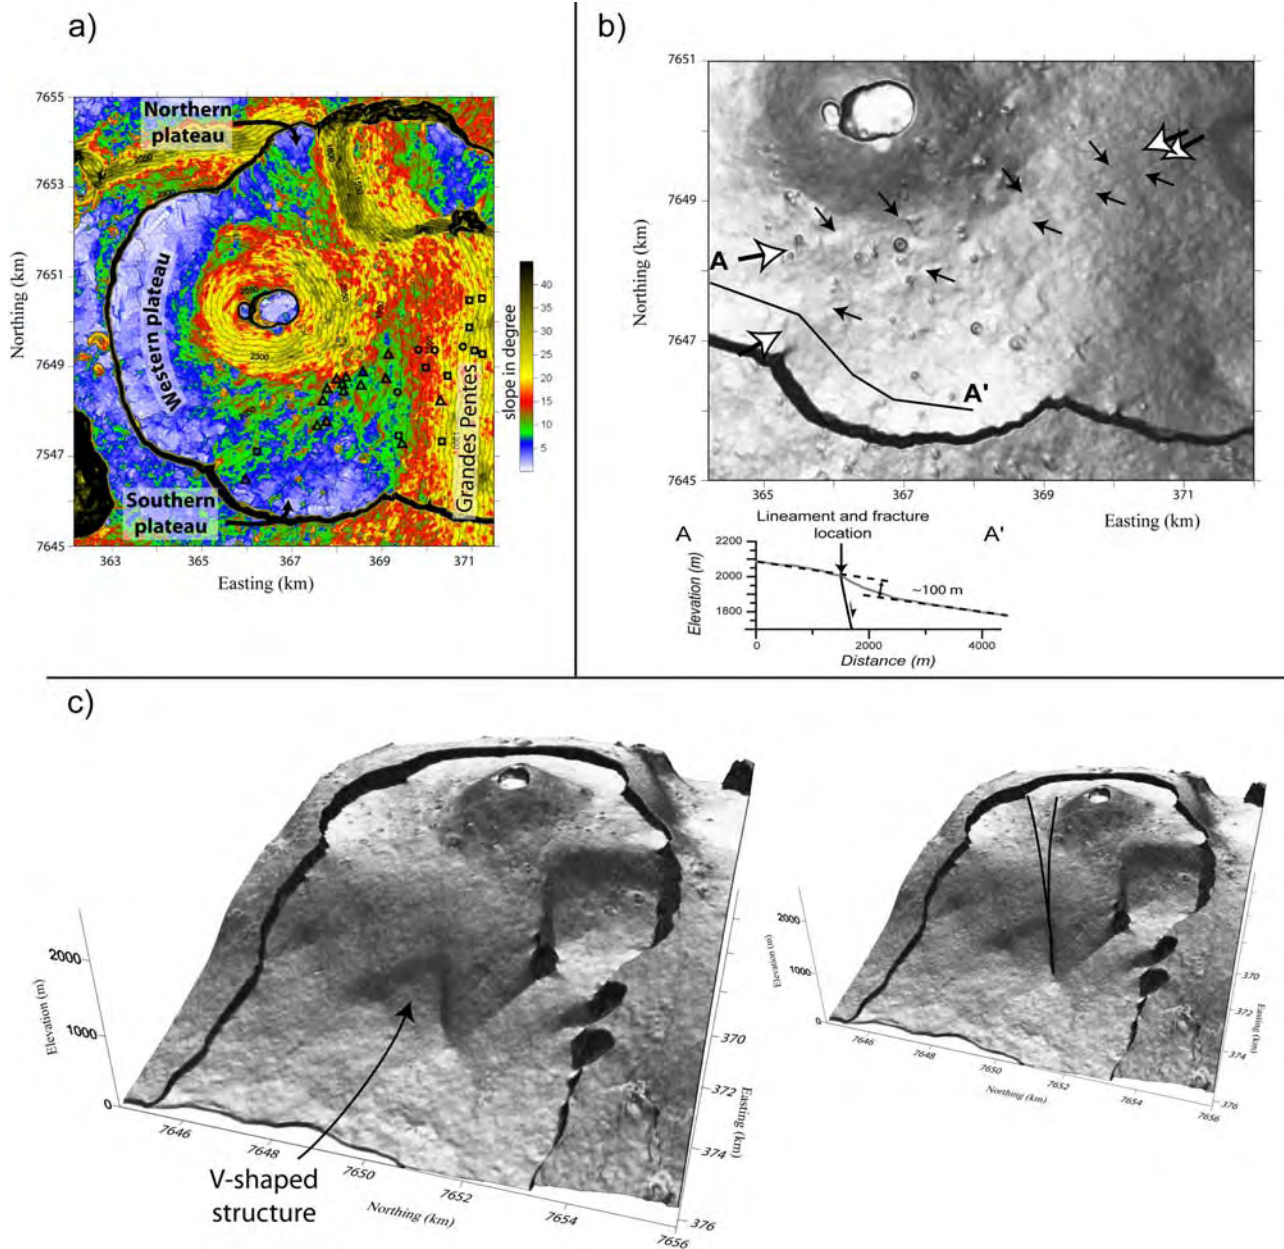 a)
7655
7653
7651
7649
7547
7645
Northing (km)
Northern
plateau
Western plateau
Southern
plateau
Grandes Pentes
2300
363
365
367
369
371
Easting (km)
40
35
30
25
20
15
10
5
slope in degree
b)
7651
7649
7647
7645
Northing (km)
A
A'
365
367
369
371
Easting (km)
Lineament and fracture
location
A
A'
2200
2000
1800
Elevation (m)
~100 m
0
2000
4000
Distance (m)
c)
2000
1000
0
Elevation (m)
7646
7648
7650
7652
7654
7656
Northing (km)
370
372
374
376
Easting (km)
V-shaped
structure
2000
1000
0
Elevation (m)
(m)
7646
7648
7650
7652
7654
7656
Northing (km)
370
372
374
376
Easting (km)